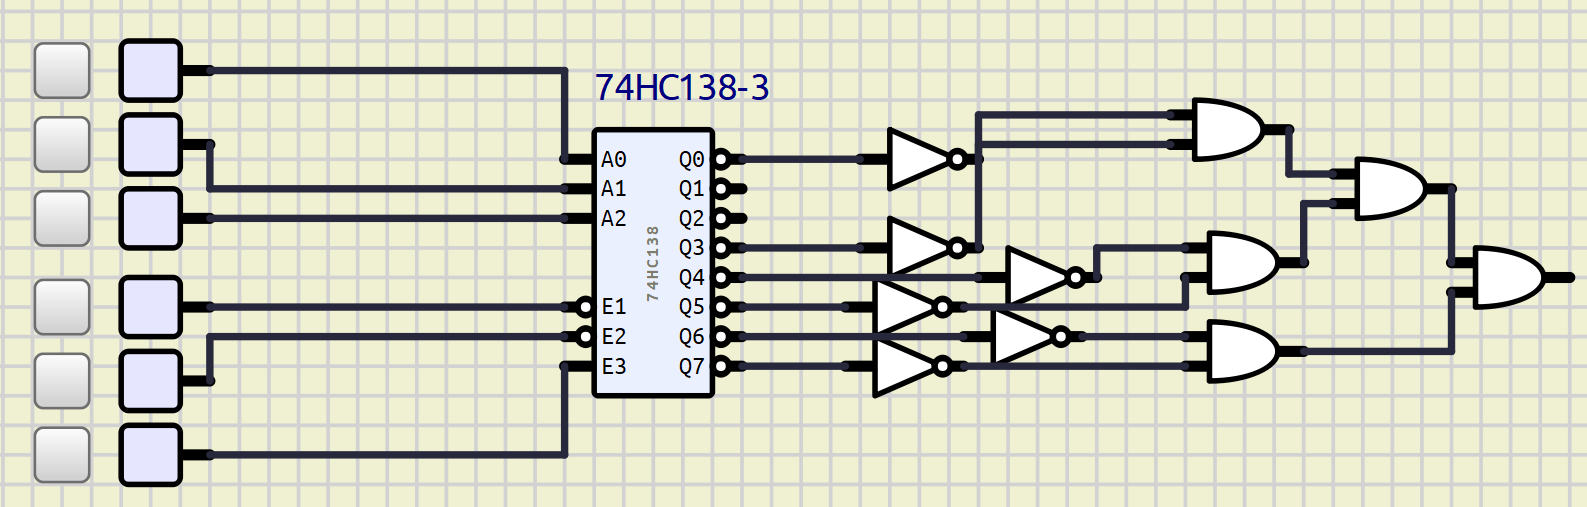 74HC138-3
A0 Q0
A1 Q1
A2 Q2
Q3
Q4
E1 Q5
E2 Q6
E3 Q7
74HC138